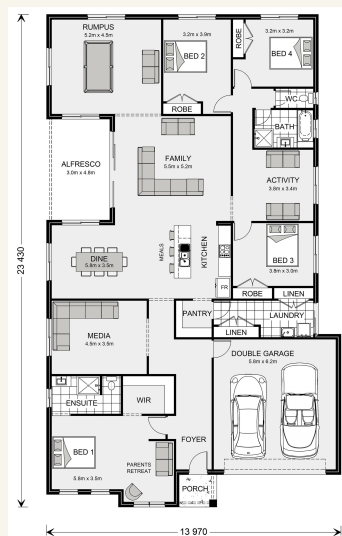 RUMPUS
5.2m x 4.5m
3.2m x 3.9m
BED 2
ROBE
ROBE
3.2m x 3.2m
BED 4
WC
BATH
ALFRESCO
3.0m x 4.8m
FAMILY
5.5m x 5.2m
ACTIVITY
3.8m x 3.4m
23 430
DINE
5.8m x 3.5m
MEALS
KITCHEN
FR
BED 3
3.8m x 3.0m
ROBE
LINEN
PANTRY
LAUNDRY
LINEN
MEDIA
4.5m x 3.5m
DOUBLE GARAGE
5.8m x 6.2m
ENSUITE
WIR
BED 1
5.8m x 3.5m
PARENTS
RETREAT
FOYER
PORCH
13 970